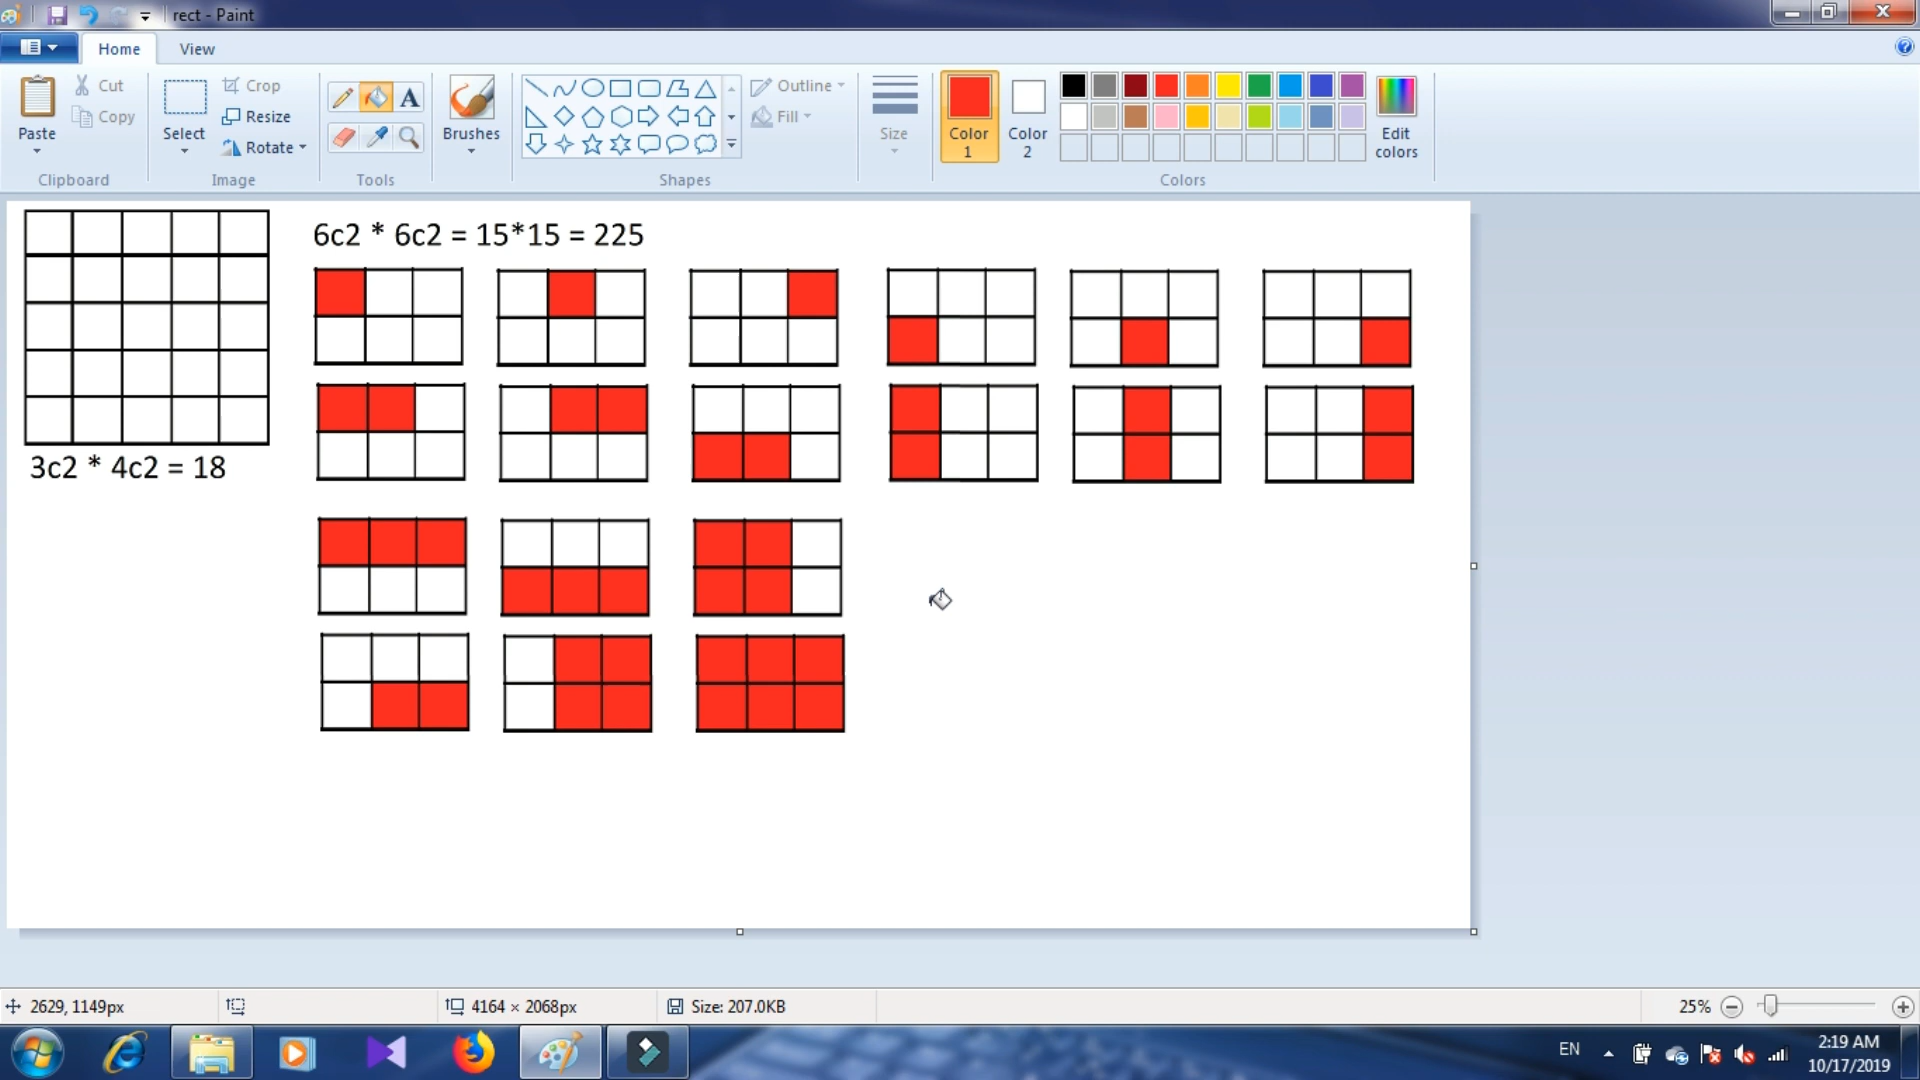 rect - Paint
Home View
Paste
Cut
Copy
Clipboard
Select
Crop
Resize
Rotate
Image
A
Tools
Brushes
Outline
Fill
Shapes
Size
Color 1
Color 2
Edit colors
Colors
6c2 * 6c2 = 15*15 = 225
3c2 * 4c2 = 18
2629, 1149px
4164 × 2068px
Size: 207.0KB
25%
EN
2:19 AM
10/17/2019